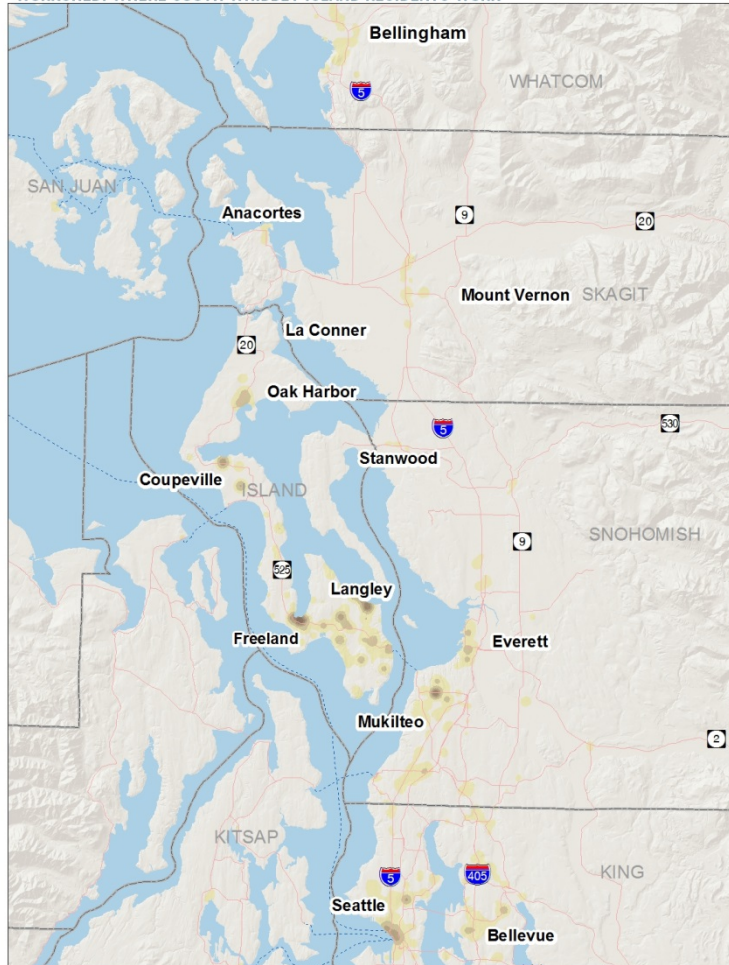 Bellingham
5
WHATCOM
SAN JUAN
Anacortes
9
20
Mount Vernon
SKAGIT
La Conner
20
Oak Harbor
5
530
Stanwood
Coupeville
ISLAND
9
SNOHOMISH
525
Langley
Freeland
Everett
Mukilteo
2
KITSAP
5
405
KING
Seattle
Bellevue